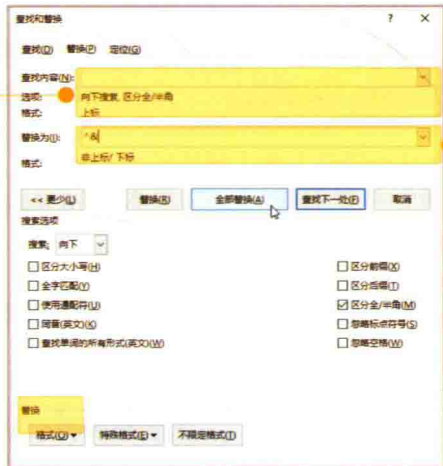 查找和替换 ? ×
查找(D) 替换(P) 定位(G)
查找内容(N):
选项: 向下搜索, 区分全/半角
格式: 上标
替换为(I): ^&
格式: 非上标/ 下标
<< 更少(L) 替换(R) 全部替换(A) 查找下一处(F) 取消
搜索选项
搜索: 向下
区分大小写(H) 区分前缀(X)
全字匹配(Y) 区分后缀(T)
使用通配符(U) 区分全/半角(M)
同音(英文)(K) 忽略标点符号(S)
查找单词的所有形式(英文)(W) 忽略空格(W)
替换
格式(O) 特殊格式(E) 不限定格式(T)